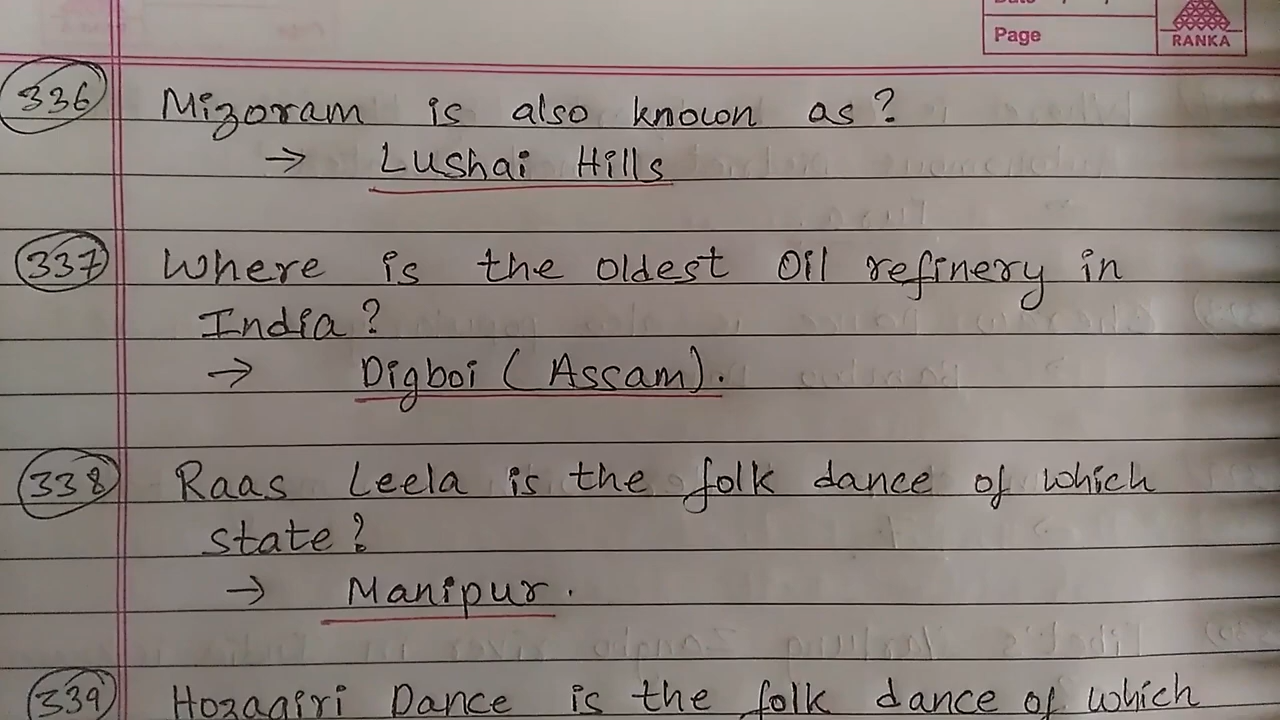 Page
RANKA
336 Mizoram is also known as?
→ Lushai Hills
337 Where is the oldest Oil refinery in
India?
→ Digboi (Assam).
338 Raas Leela is the folk dance of which
state?
→ Manipur.
339 Hozagiri Dance is the folk dance of which